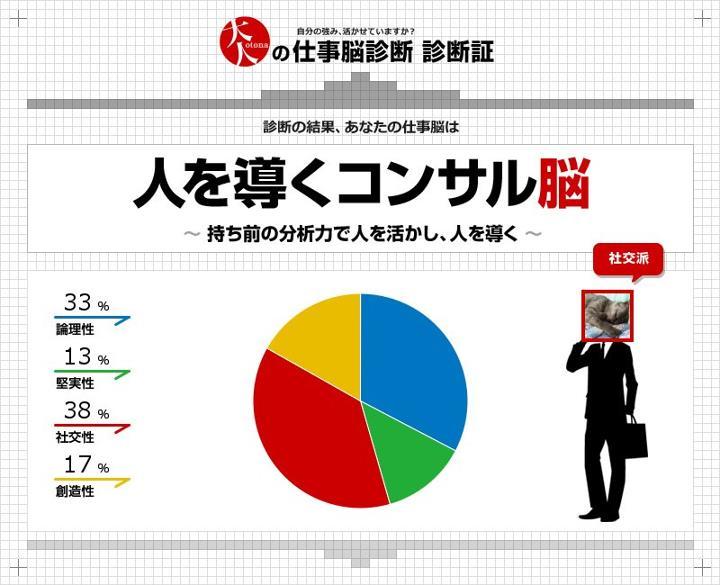 自分の強み、活かせていますか?
大人 otona の仕事脳診断 診断証
診断の結果、あなたの仕事脳は
人を導くコンサル脳
～ 持ち前の分析力で人を活かし、人を導く ～
社交派
33 %
論理性
13 %
堅実性
38 %
社交性
17 %
創造性